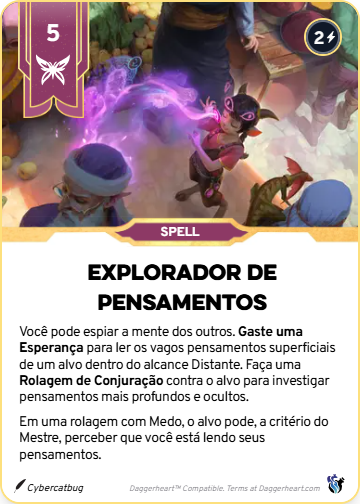 5
2
SPELL
EXPLORADOR DE
PENSAMENTOS
Você pode espiar a mente dos outros. Gaste uma
Esperança para ler os vagos pensamentos superficiais
de um alvo dentro do alcance Distante. Faça uma
Rolagem de Conjuração contra o alvo para investigar
pensamentos mais profundos e ocultos.
Em uma rolagem com Medo, o alvo pode, a critério do
Mestre, perceber que você está lendo seus
pensamentos.
Cybercatbug
Daggerheart™ Compatible. Terms at Daggerheart.com